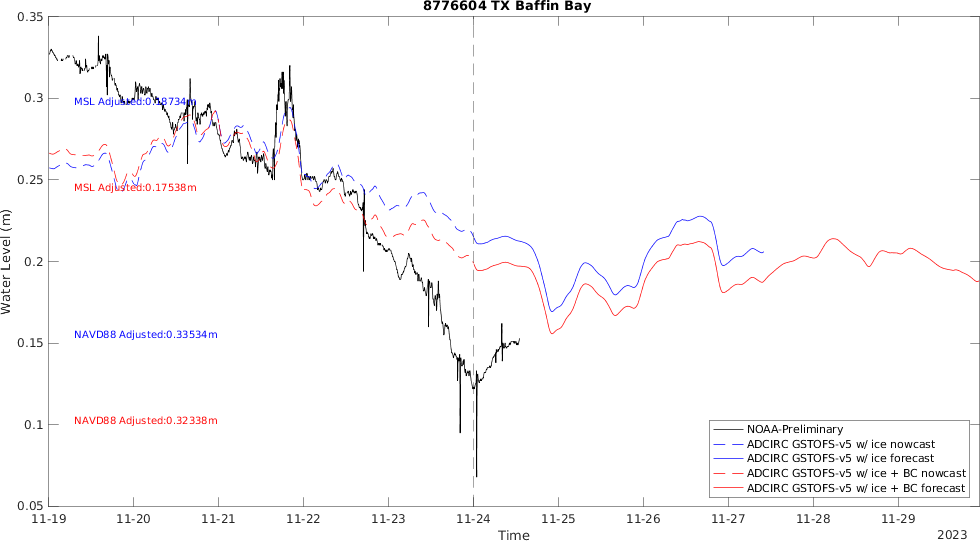 8776604 TX Baffin Bay
0.35
0.3
0.25
0.2
0.15
0.1
0.05
Water Level (m)
MSL Adjusted:0.18734m
MSL Adjusted:0.17538m
NAVD88 Adjusted:0.33534m
NAVD88 Adjusted:0.32338m
NOAA-Preliminary
ADCIRC GSTOFS-v5 w/ ice nowcast
ADCIRC GSTOFS-v5 w/ ice forecast
ADCIRC GSTOFS-v5 w/ ice + BC nowcast
ADCIRC GSTOFS-v5 w/ ice + BC forecast
11-19 11-20 11-21 11-22 11-23 11-24 11-25 11-26 11-27 11-28 11-29
Time
2023